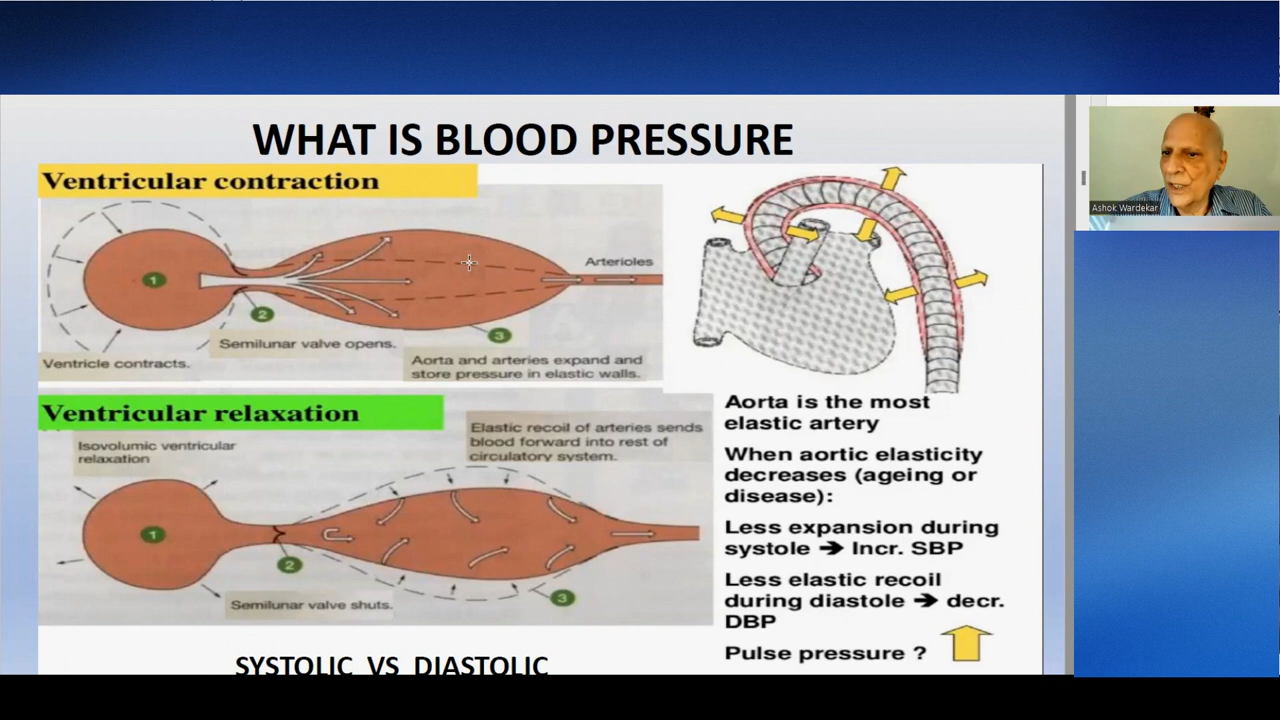 WHAT IS BLOOD PRESSURE
Ventricular contraction
Arterioles
1
2
3
Semilunar valve opens.
Ventricle contracts.
Aorta and arteries expand and
store pressure in elastic walls.
Ventricular relaxation
Isovolumic ventricular
relaxation
Elastic recoil of arteries sends
blood forward into rest of
circulatory system.
1
2
3
Semilunar valve shuts.
SYSTOLIC VS DIASTOLIC
Aorta is the most
elastic artery
When aortic elasticity
decreases (ageing or
disease):
Less expansion during
systole ➔ Incr. SBP
Less elastic recoil
during diastole ➔ decr.
DBP
Pulse pressure ?
Ashok Wardekar